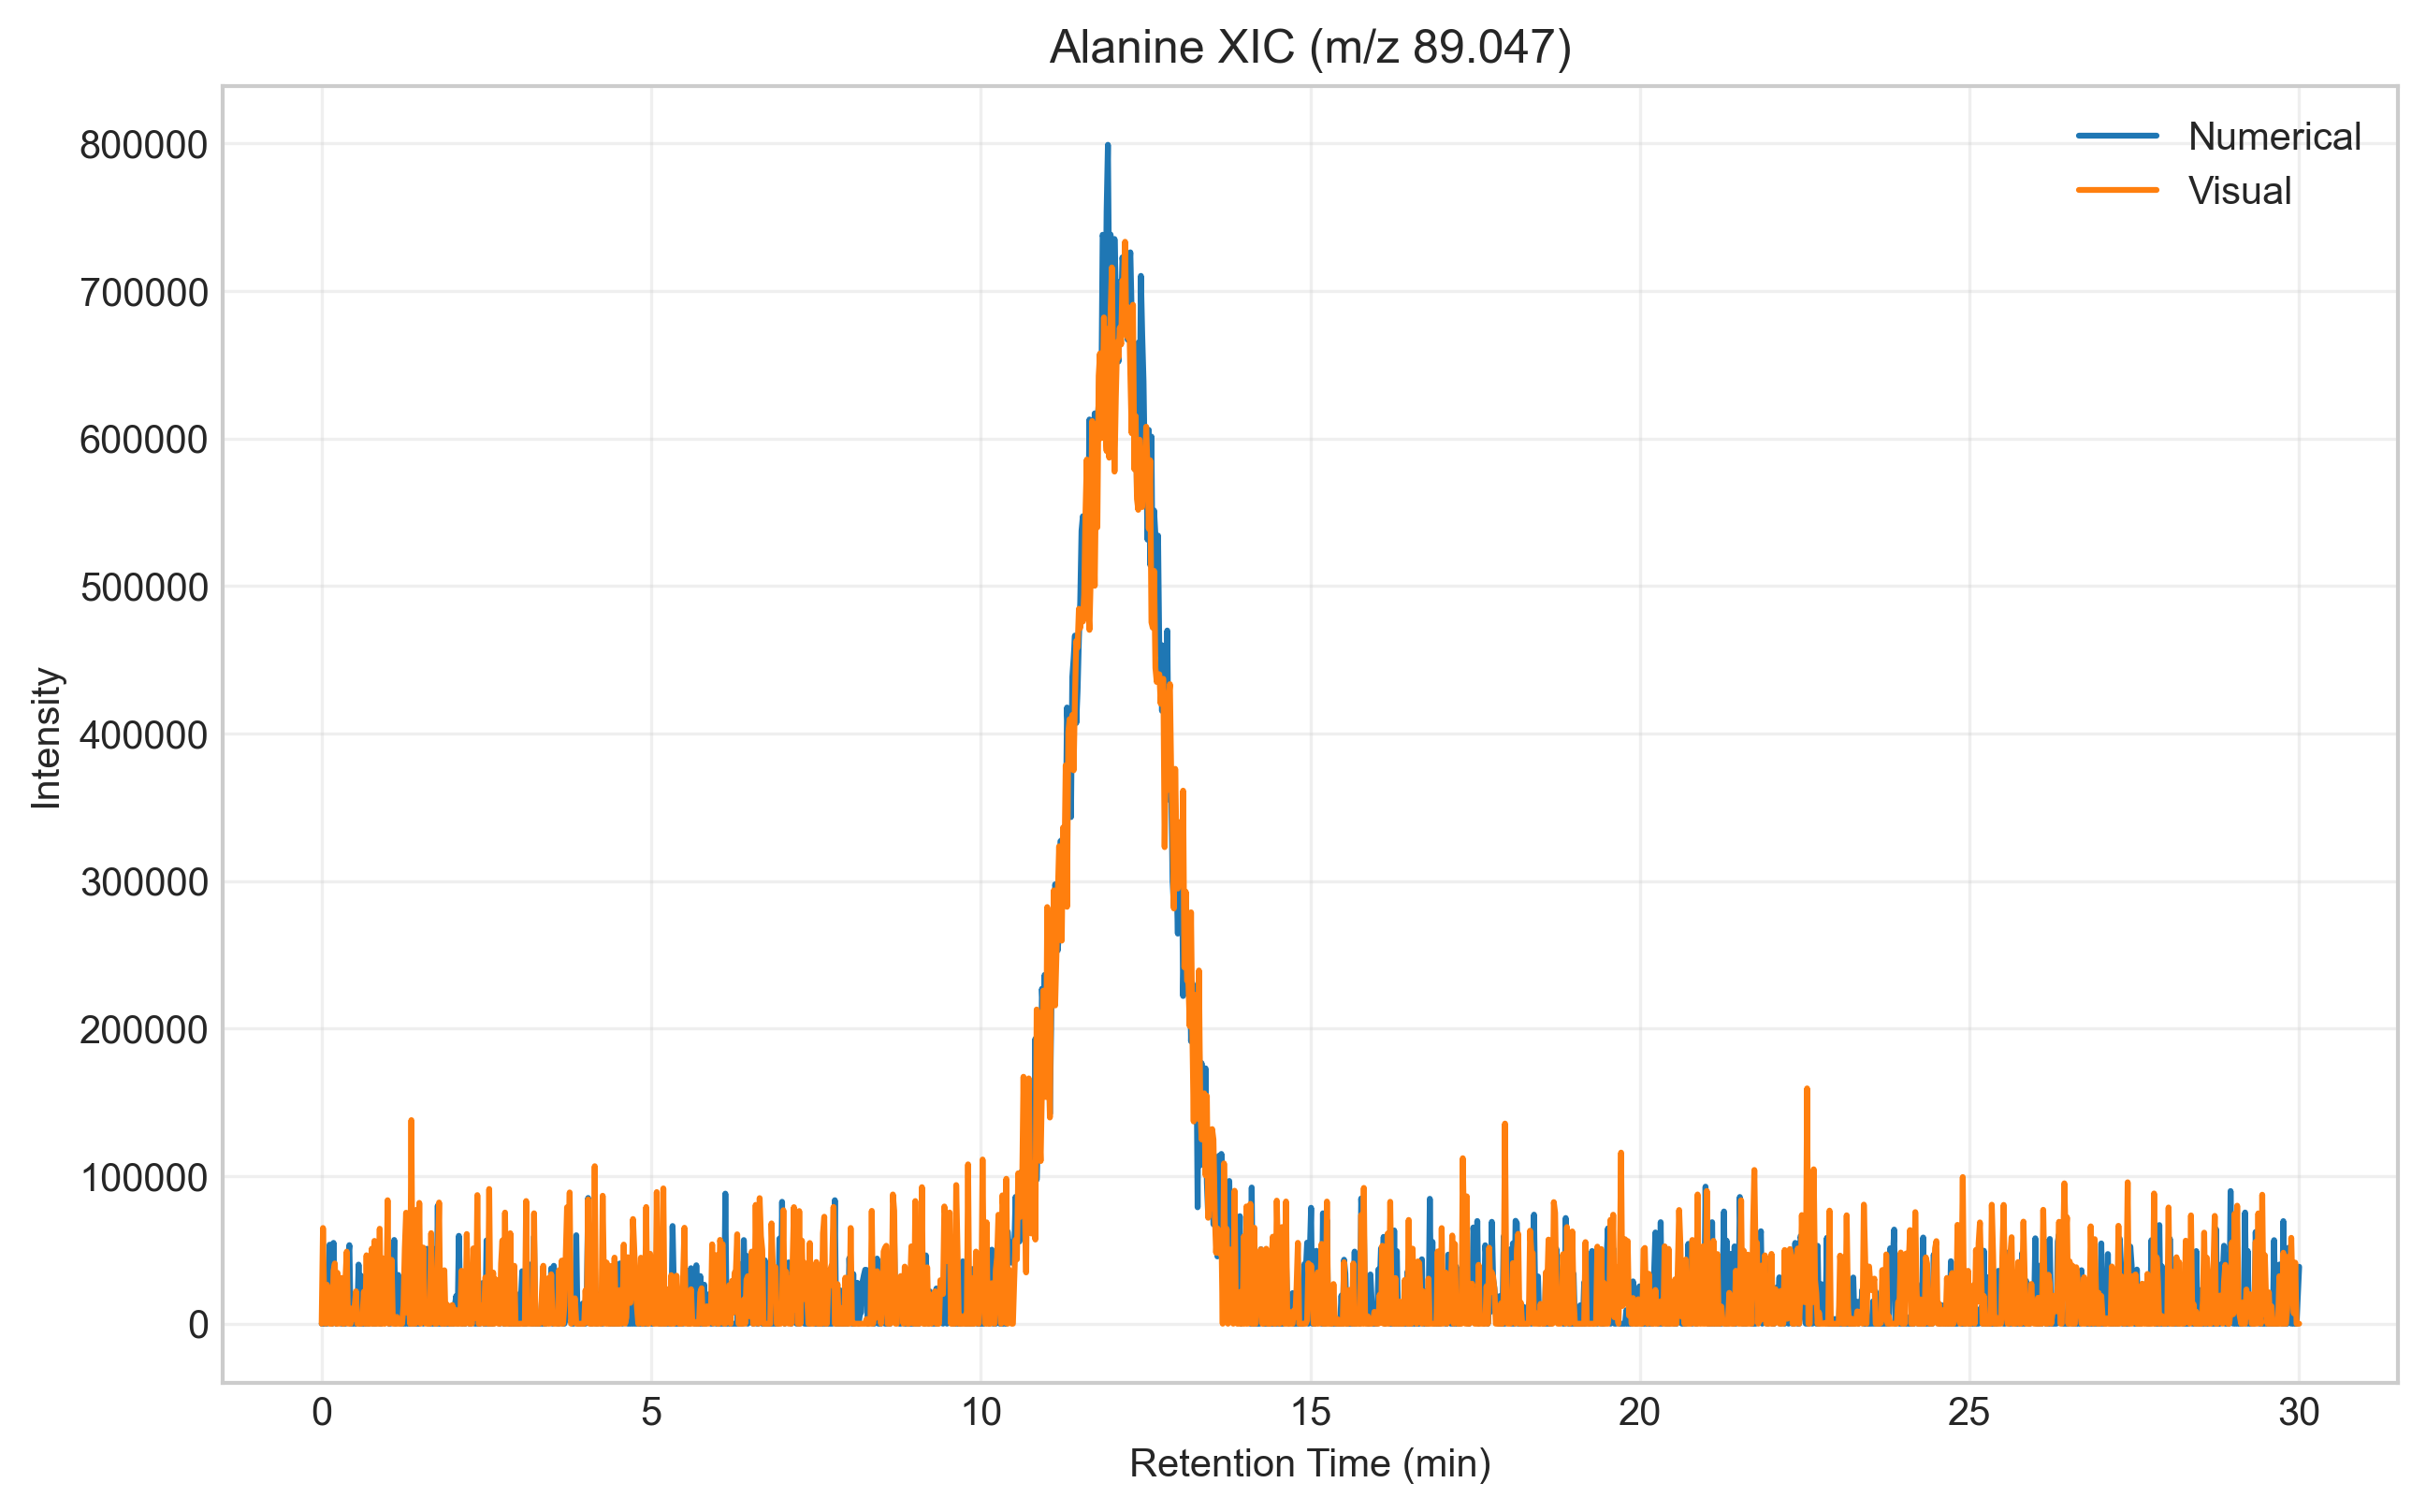 Alanine XIC (m/z 89.047)
Numerical
Visual
800000
700000
600000
500000
400000
300000
200000
100000
0
Intensity
0 5 10 15 20 25 30
Retention Time (min)